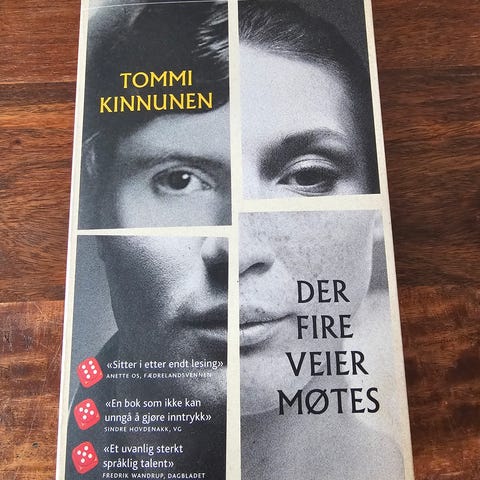 TOMMI
KINNUNEN
DER
FIRE
VEIER
MØTES
«Sitter i etter endt lesing»
ANETTE OS, FÆDRELANDSVENNEN
«En bok som ikke kan
unngå å gjøre inntrykk»
SINDRE HOVDENAKK, VG
«Et uvanlig sterkt
språklig talent»
FREDRIK WANDRUP, DAGBLADET